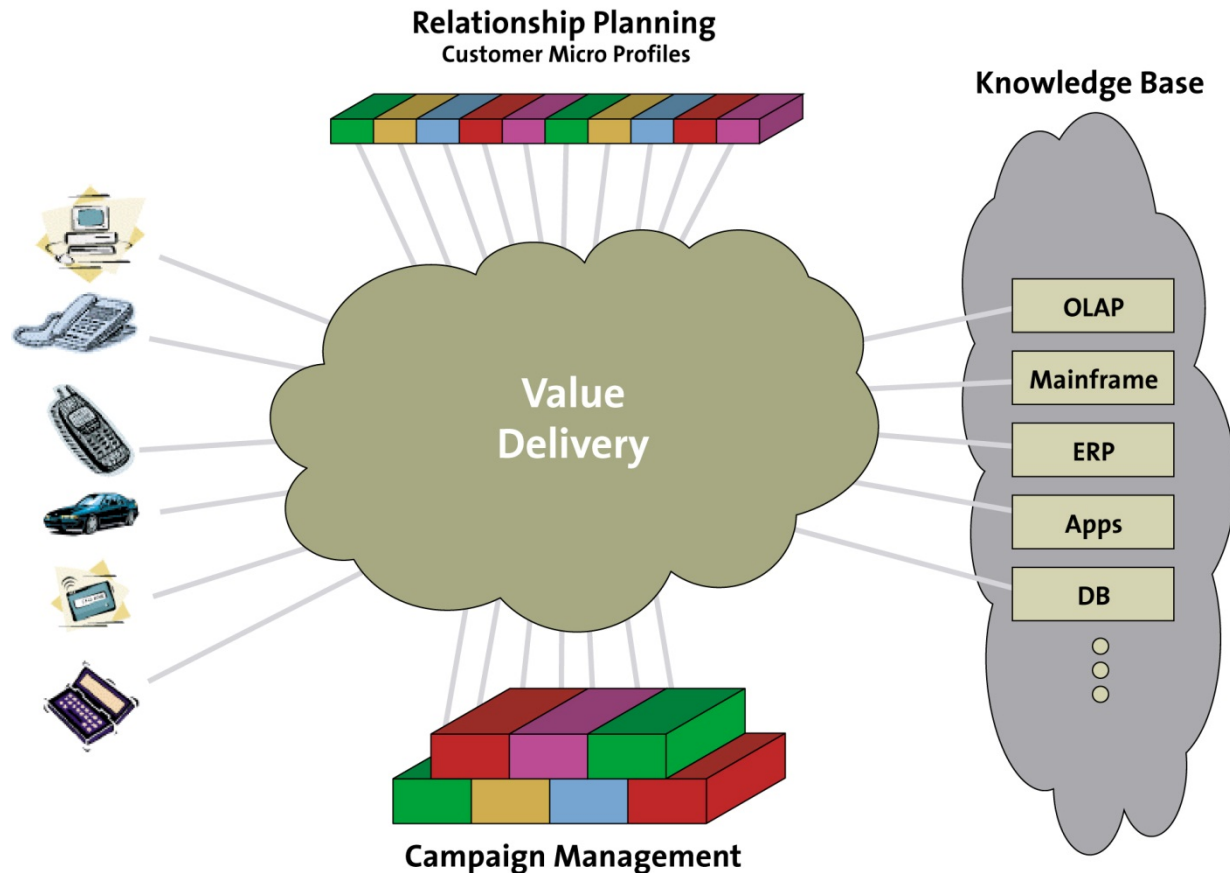 Relationship Planning
Customer Micro Profiles
Knowledge Base
OLAP
Mainframe
ERP
Apps
DB
Value
Delivery
Campaign Management